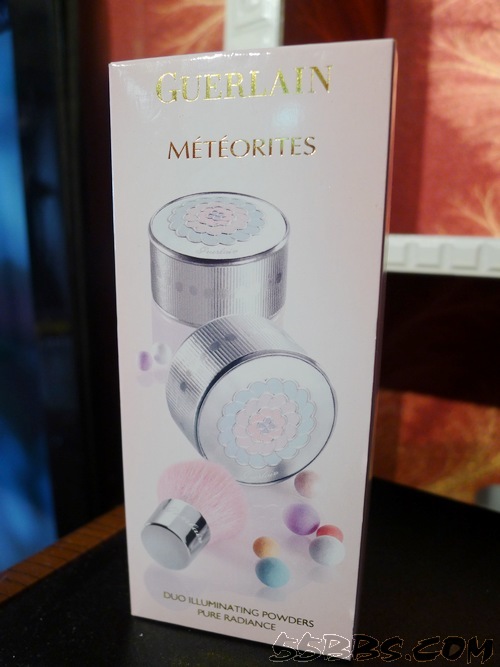 GUERLAIN
MÉTÉORITES
DUO ILLUMINATING POWDERS
PURE RADIANCE
55BBS.COM